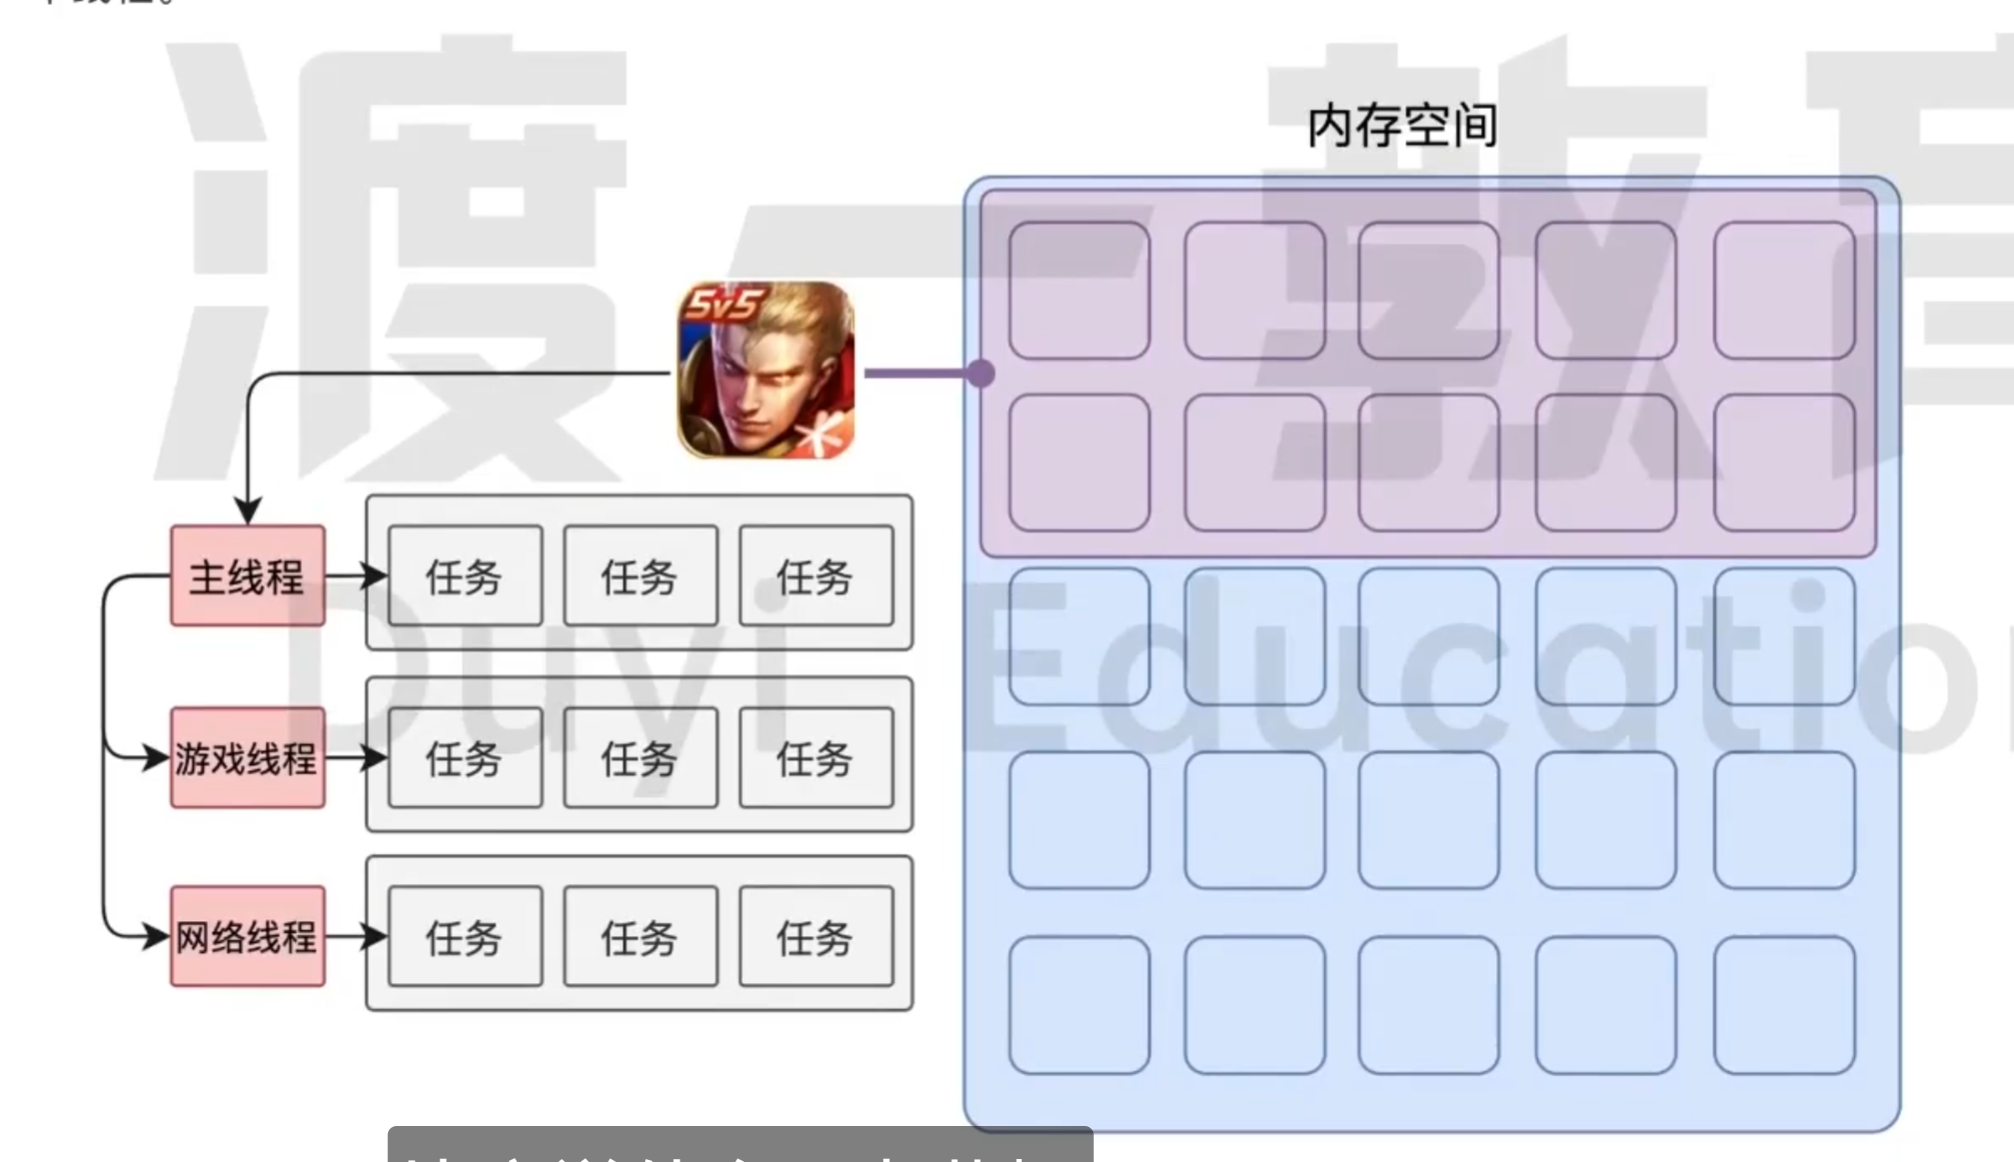 线程。
渡一教育
内存空间
5v5
主线程 任务 任务 任务
Duyi Education
游戏线程 任务 任务 任务
网络线程 任务 任务 任务